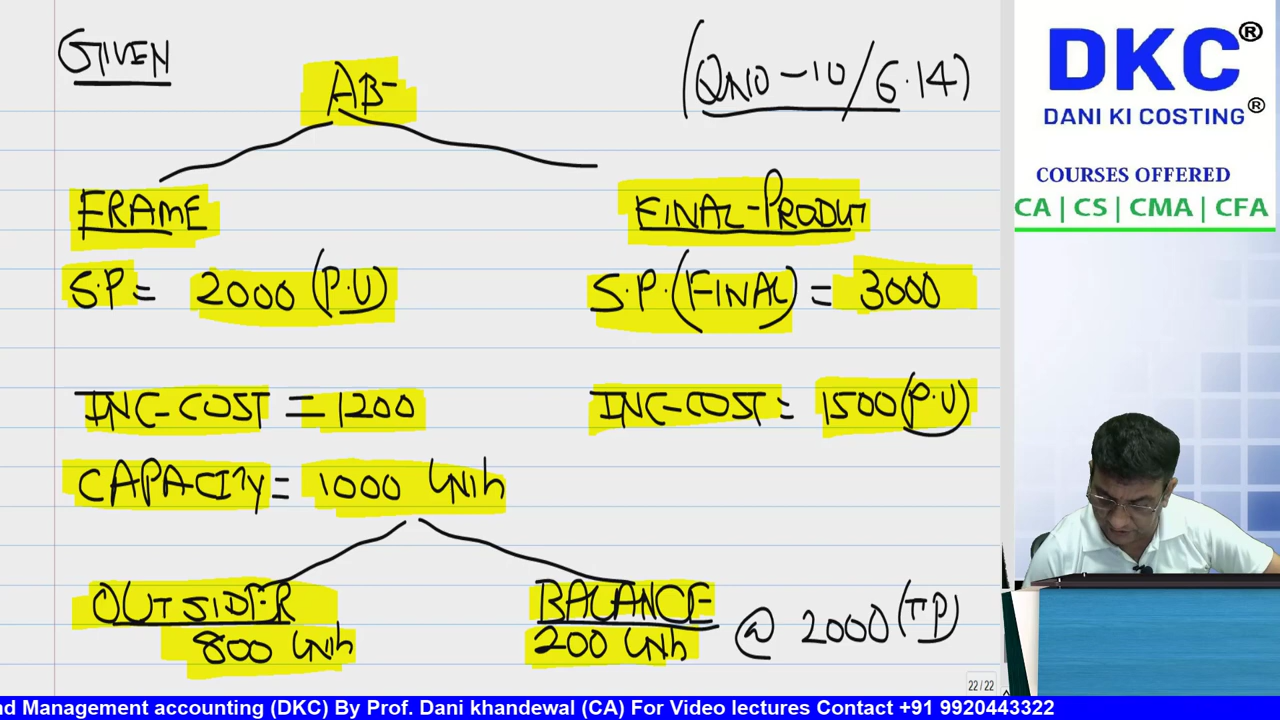 GIVEN
(QNO - 10/6.14)
AB
FRAME
FINAL-PRODUT
S.P = 2000 (P.U)
S.P. (FINAL) = 3000
INC-COST = 1200
INC-COST = 1500 (P.U)
CAPACITY = 1000 Units
OUTSIDER
800 Units
BALANCE
200 Units
@ 2000 (TP)
22 / 22
DKC®
DANI KI COSTING®
COURSES OFFERED
CA | CS | CMA | CFA
nd Management accounting (DKC) By Prof. Dani khandewal (CA) For Video lectures Contact +91 9920443322